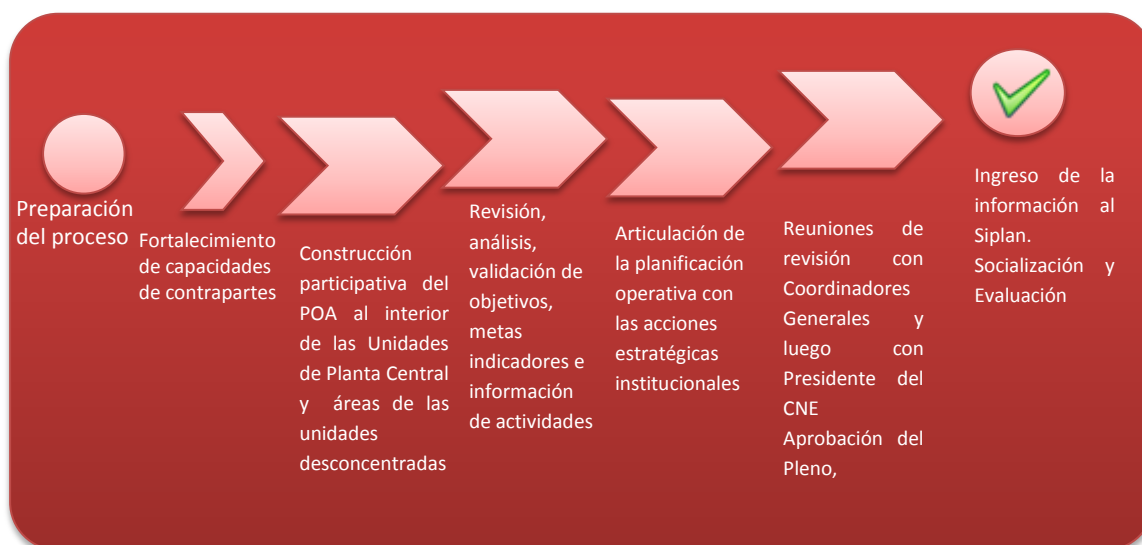 Preparación
del proceso
Fortalecimiento
de capacidades
de contrapartes
Construcción
participativa del
POA al interior
de las Unidades
de Planta Central
y áreas de las
unidades
desconcentradas
Revisión,
análisis,
validación de
objetivos,
metas
indicadores e
información
de actividades
Articulación de
la planificación
operativa con
las acciones
estratégicas
institucionales
Reuniones de
revisión con
Coordinadores
Generales y
luego con
Presidente del
CNE
Aprobación del
Pleno,
Ingreso de la
información al
Siplan.
Socialización y
Evaluación